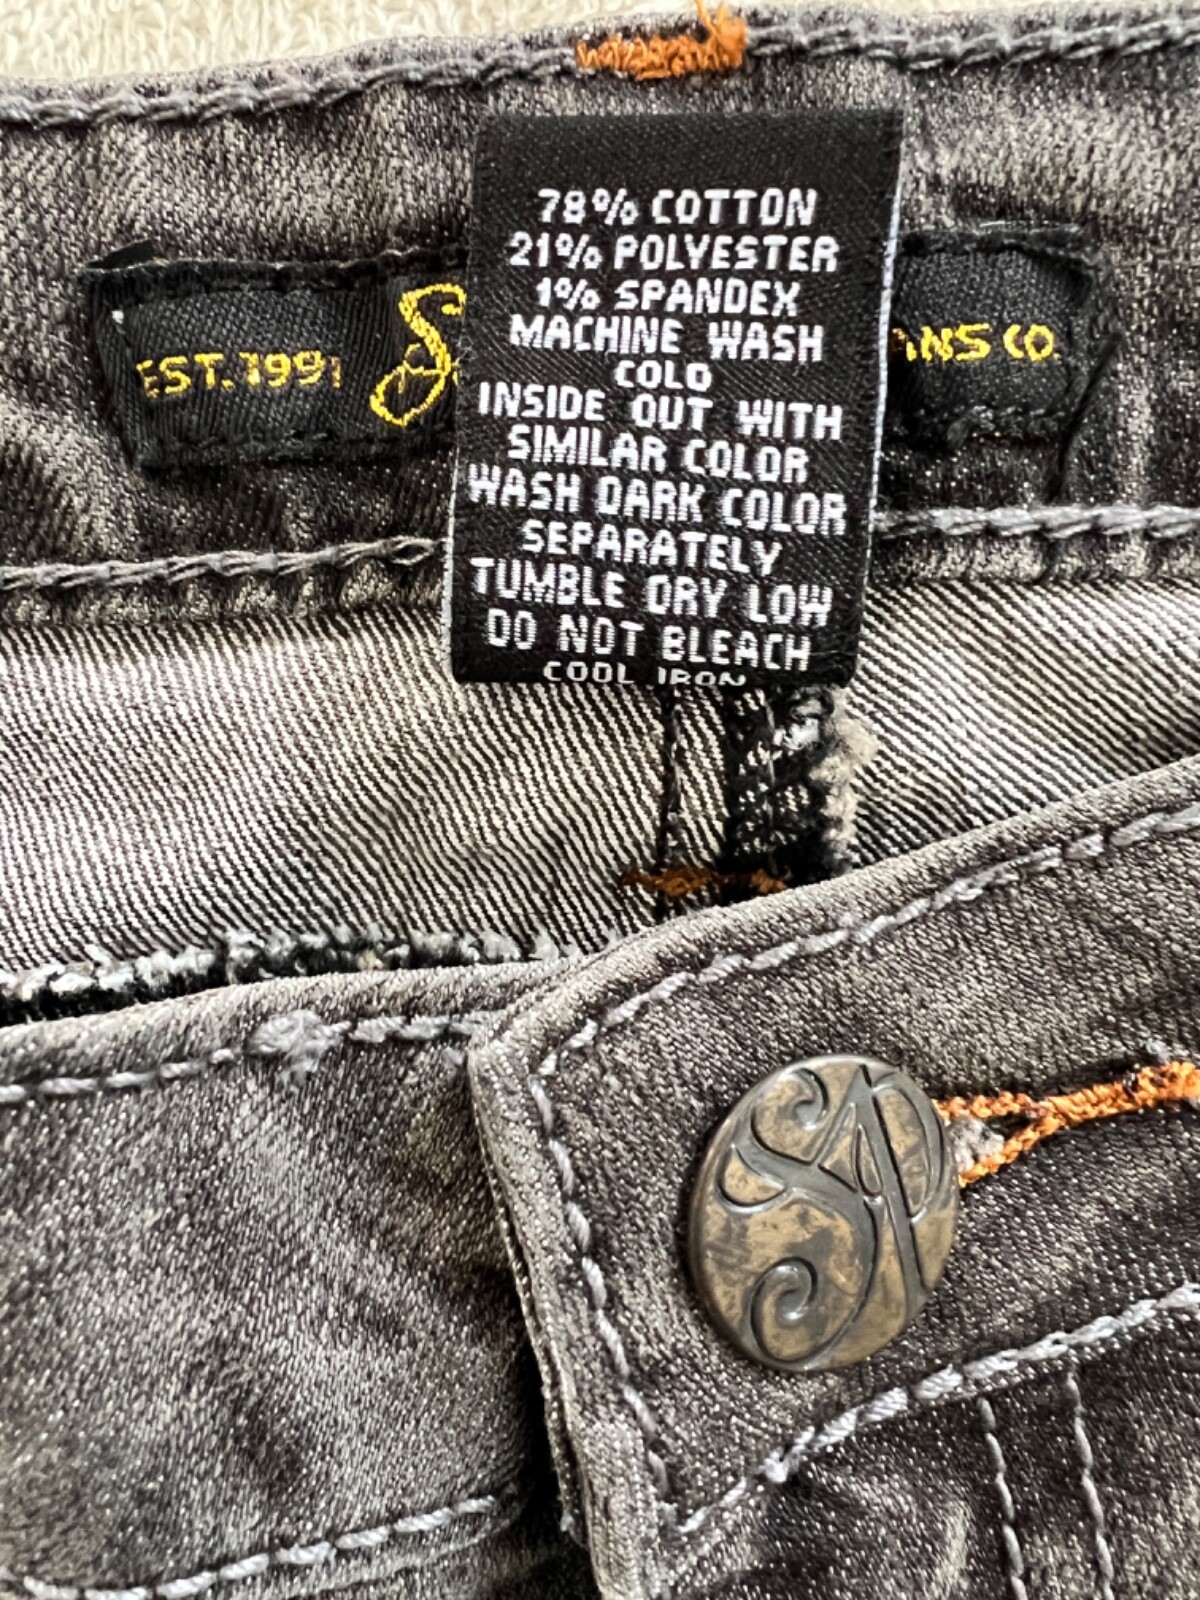 78% COTTON
21% POLYESTER
1% SPANDEX
MACHINE WASH
COLD
INSIDE OUT WITH
SIMILAR COLOR
WASH DARK COLOR
SEPARATELY
TUMBLE DRY LOW
DO NOT BLEACH
COOL IRON
EST. 1991
ANS CO.